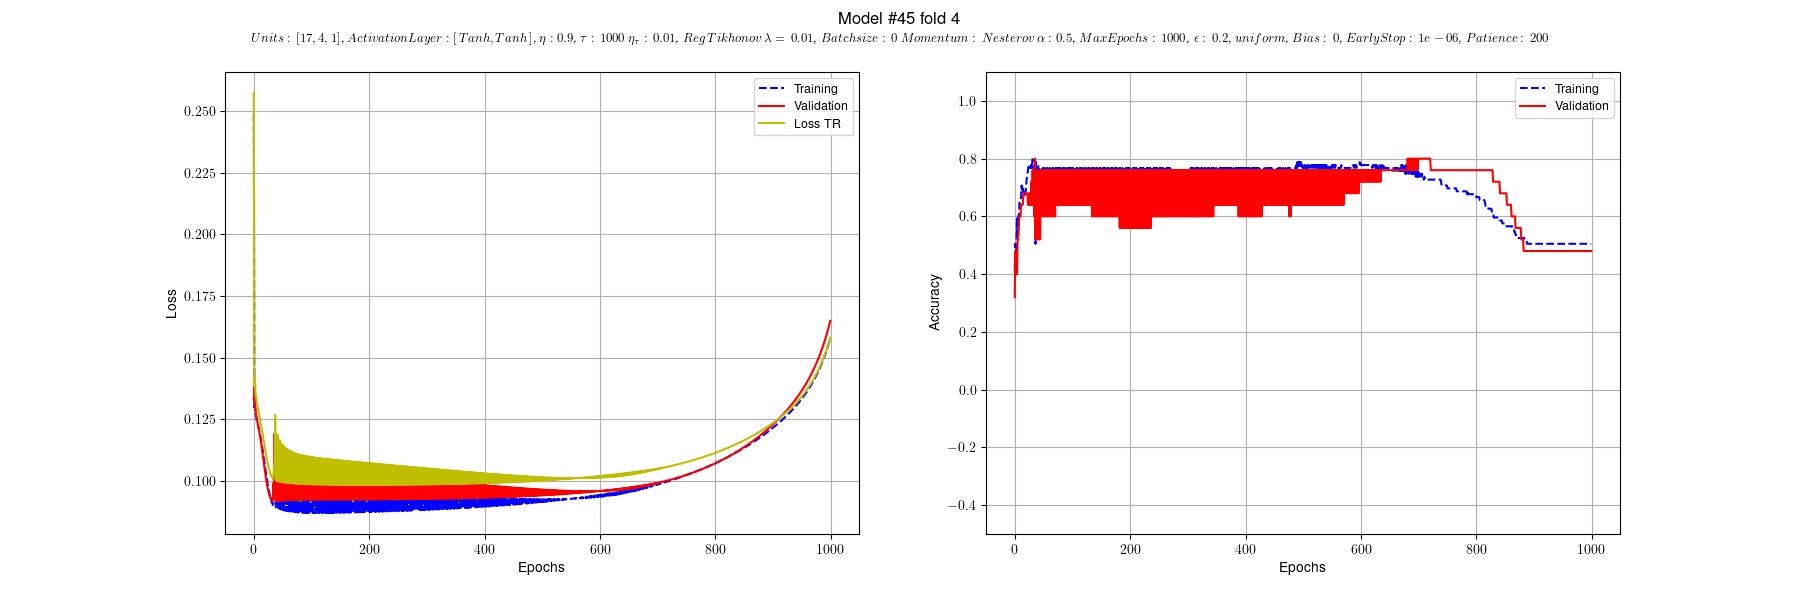 Model #45 fold 4
Units : [17, 4, 1], ActivationLayer : [Tanh, Tanh], η : 0.9, τ : 1000 η_τ : 0.01, Reg Tikhonov λ = 0.01, Batchsize : 0 Momentum : Nesterov α : 0.5, MaxEpochs : 1000, ϵ : 0.2, uniform, Bias : 0, EarlyStop : 1e − 06, Patience : 200
Training
Validation
Loss TR
0.250
0.225
0.200
0.175
0.150
0.125
0.100
Loss
0 200 400 600 800 1000
Epochs
Training
Validation
1.0
0.8
0.6
0.4
0.2
0.0
−0.2
−0.4
Accuracy
0 200 400 600 800 1000
Epochs